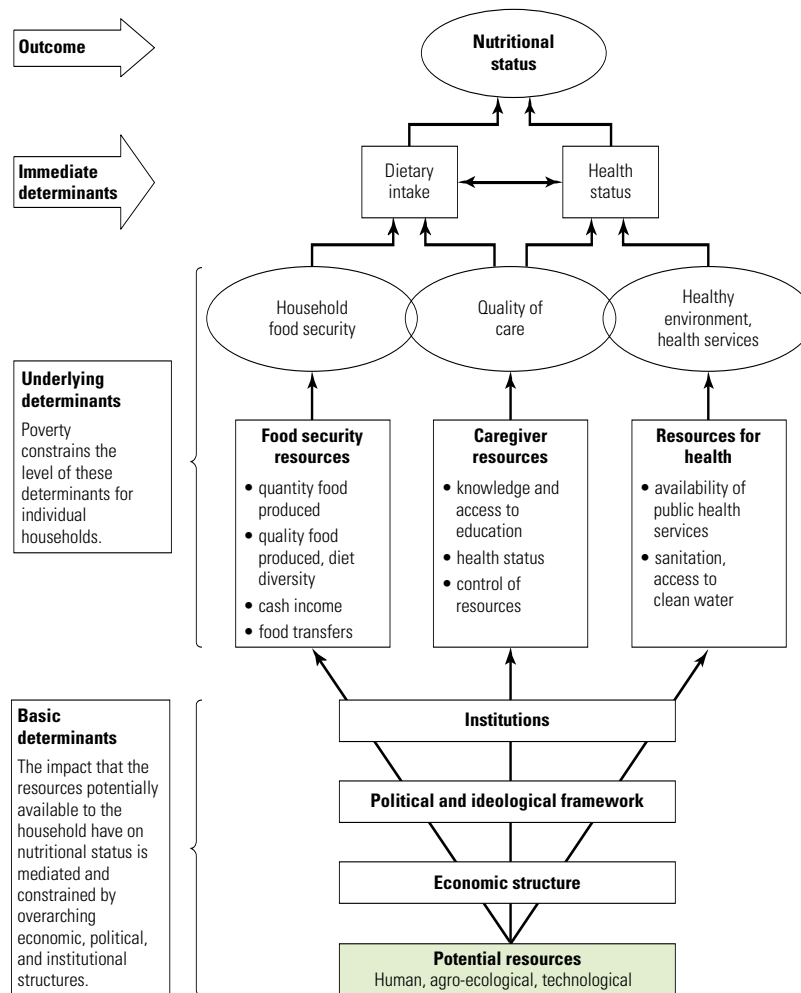 Outcome
Nutritional
status
Immediate
determinants
Dietary
intake
Health
status
Household
food security
Quality of
care
Healthy
environment,
health services
Underlying
determinants
Poverty
constrains the
level of these
determinants for
individual
households.
Food security
resources
• quantity food
produced
• quality food
produced, diet
diversity
• cash income
• food transfers
Caregiver
resources
• knowledge and
access to
education
• health status
• control of
resources
Resources for
health
• availability of
public health
services
• sanitation,
access to
clean water
Basic
determinants
The impact that the
resources potentially
available to the
household have on
nutritional status is
mediated and
constrained by
overarching
economic, political,
and institutional
structures.
Institutions
Political and ideological framework
Economic structure
Potential resources
Human, agro-ecological, technological